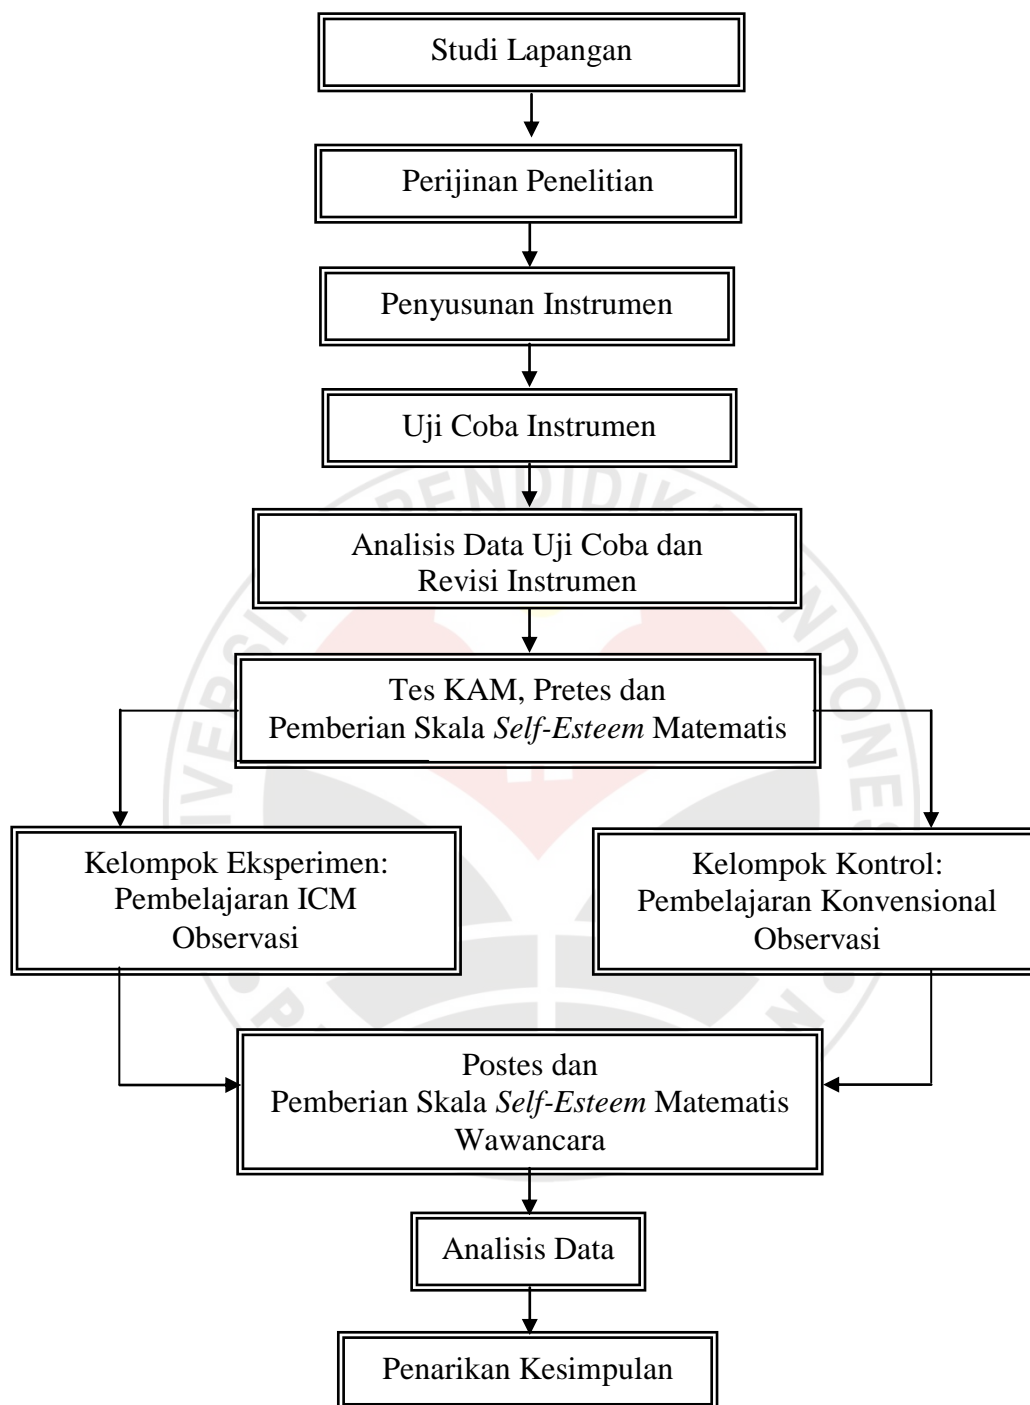 Studi Lapangan
Perijinan Penelitian
Penyusunan Instrumen
Uji Coba Instrumen
Analisis Data Uji Coba dan
Revisi Instrumen
Tes KAM, Pretes dan
Pemberian Skala Self-Esteem Matematis
Kelompok Eksperimen:
Pembelajaran ICM
Observasi
Kelompok Kontrol:
Pembelajaran Konvensional
Observasi
Postes dan
Pemberian Skala Self-Esteem Matematis
Wawancara
Analisis Data
Penarikan Kesimpulan